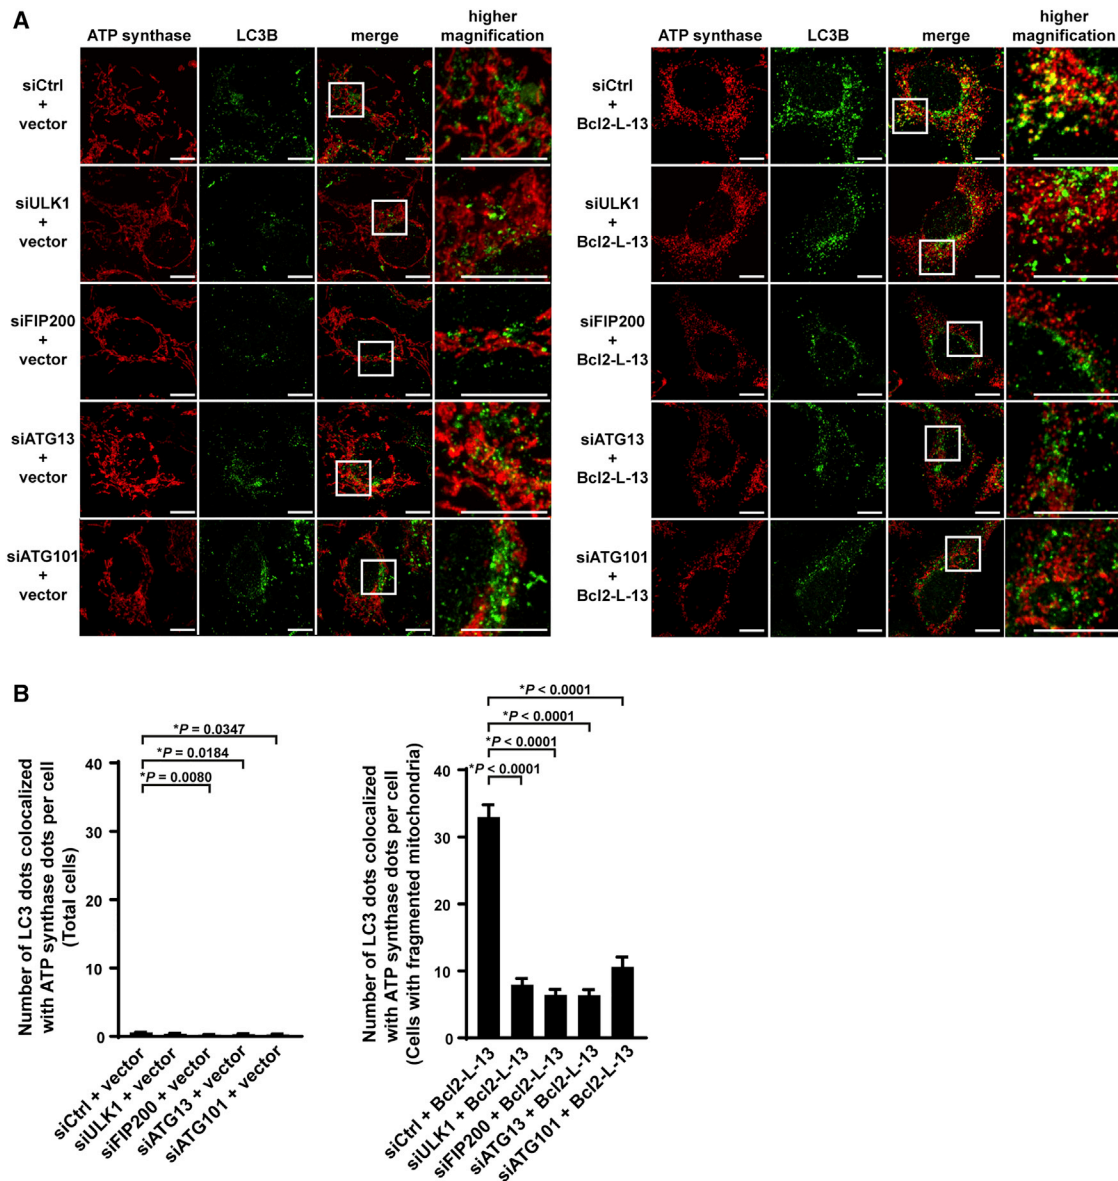 A
ATP synthase LC3B merge higher magnification
siCtrl + vector
siULK1 + vector
siFIP200 + vector
siATG13 + vector
siATG101 + vector
ATP synthase LC3B merge higher magnification
siCtrl + Bcl2-L-13
siULK1 + Bcl2-L-13
siFIP200 + Bcl2-L-13
siATG13 + Bcl2-L-13
siATG101 + Bcl2-L-13
B
*P = 0.0347
*P = 0.0184
*P = 0.0080
Number of LC3 dots colocalized
with ATP synthase dots per cell
(Total cells)
40
30
20
10
0
siCtrl + vector
siULK1 + vector
siFIP200 + vector
siATG13 + vector
siATG101 + vector
*P < 0.0001
*P < 0.0001
*P < 0.0001
*P < 0.0001
Number of LC3 dots colocalized
with ATP synthase dots per cell
(Cells with fragmented mitochondria)
40
30
20
10
0
siCtrl + Bcl2-L-13
siULK1 + Bcl2-L-13
siFIP200 + Bcl2-L-13
siATG13 + Bcl2-L-13
siATG101 + Bcl2-L-13